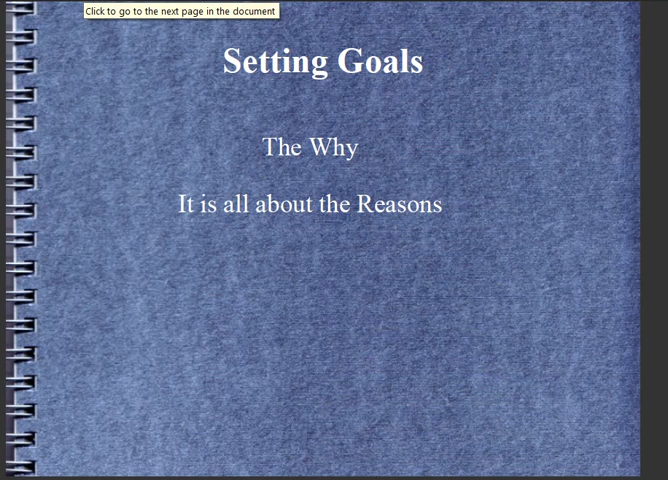 Click to go to the next page in the document
Setting Goals
The Why
It is all about the Reasons